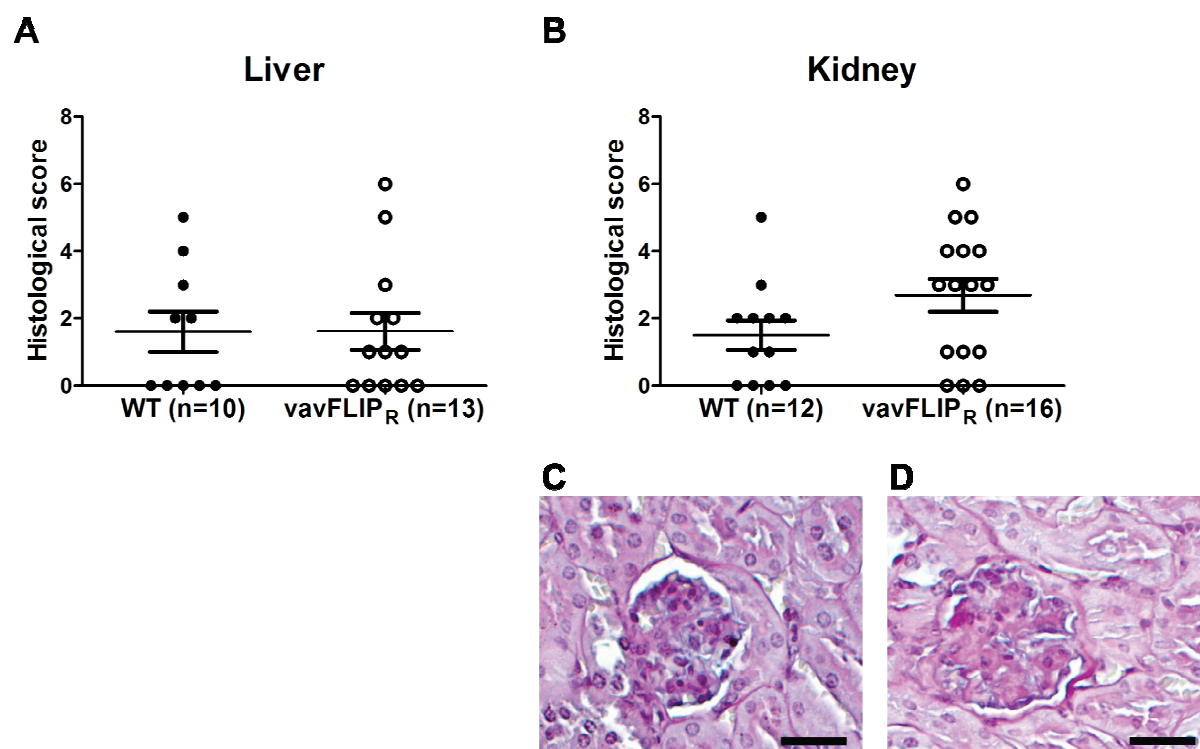 A
Liver
Histological score
8
6
4
2
0
WT (n=10)
vavFLIPR (n=13)
B
Kidney
Histological score
8
6
4
2
0
WT (n=12)
vavFLIPR (n=16)
C
D